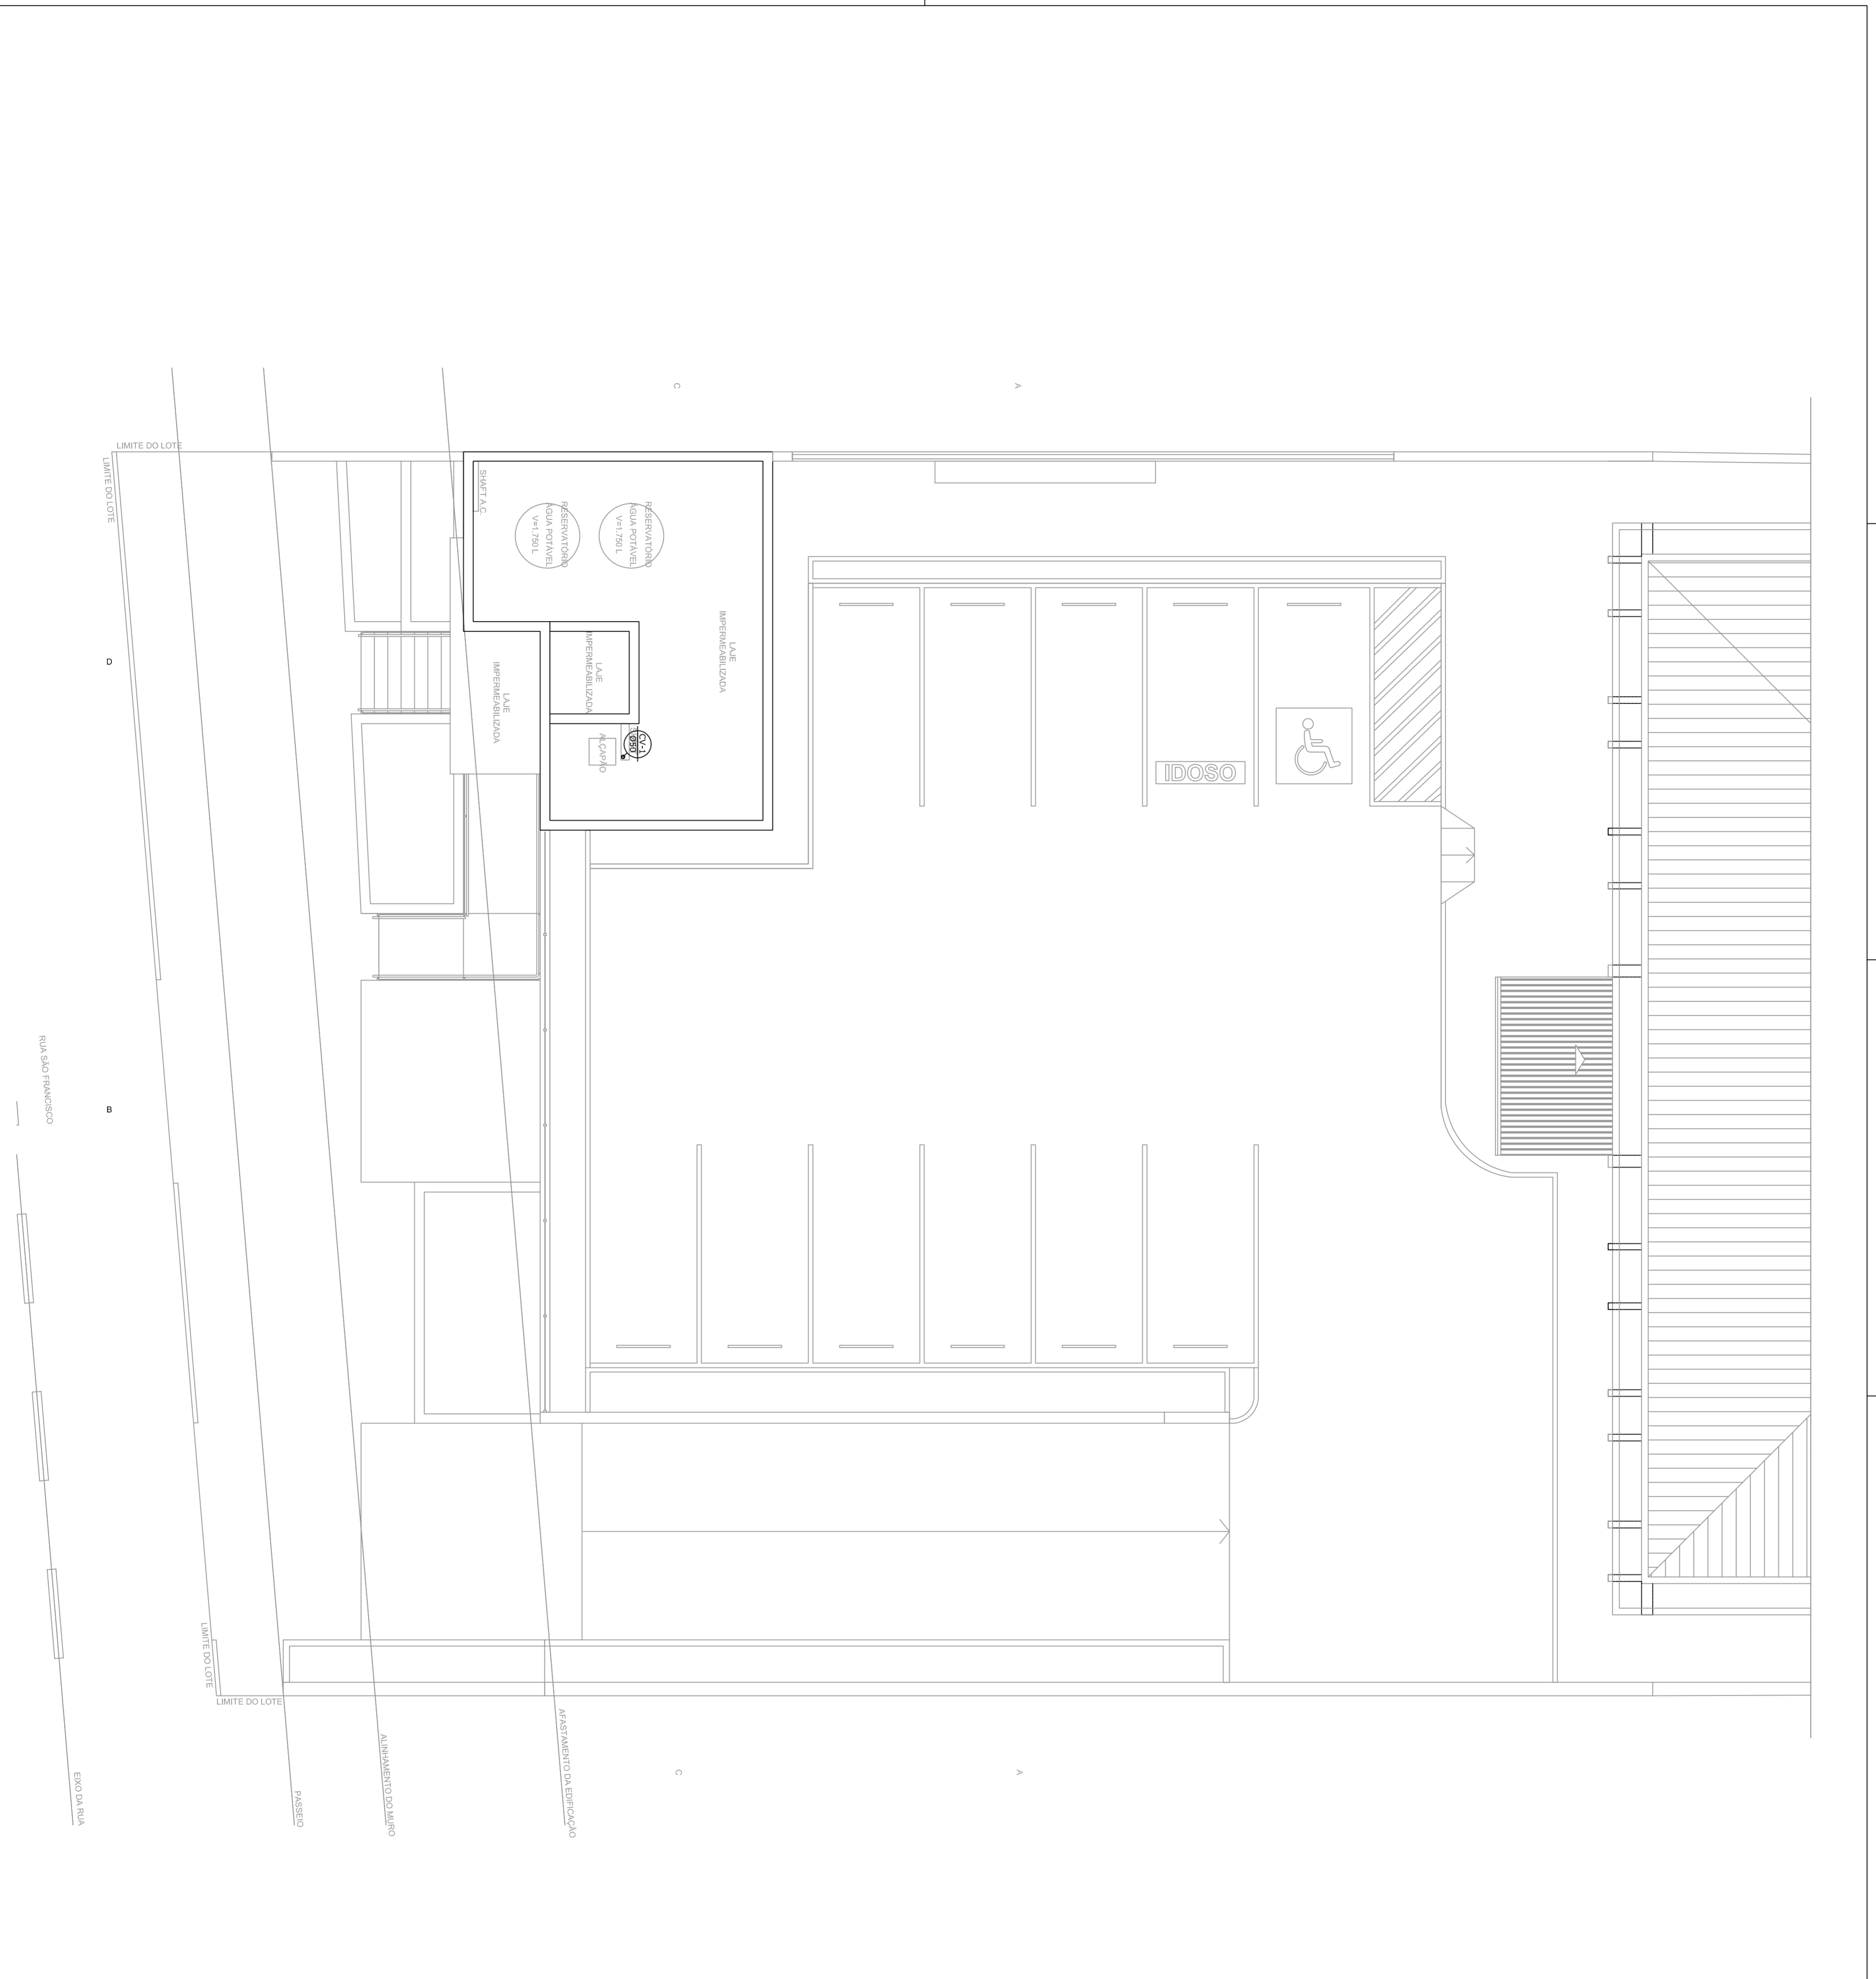 C
A
LIMITE DO LOTE
LIMITE DO LOTE
SHAFT A.C.
RESERVATÓRIO
ÁGUA POTÁVEL
V=1.750 L
RESERVATÓRIO
ÁGUA POTÁVEL
V=1.750 L
LAJE
IMPERMEABILIZADA
LAJE
IMPERMEABILIZADA
LAJE
IMPERMEABILIZADA
D
CV-1
Ø50
ALÇAPÃO
IDOSO
RUA SÃO FRANCISCO
B
LIMITE DO LOTE
LIMITE DO LOTE
AFASTAMENTO DA EDIFICAÇÃO
ALINHAMENTO DO MURO
PASSEIO
EIXO DA RUA
C
A